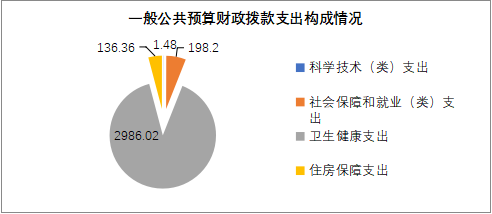 一般公共预算财政拨款支出构成情况
136.36
1.48
198.2
2986.02
科学技术（类）支出
社会保障和就业（类）支
出
卫生健康支出
住房保障支出